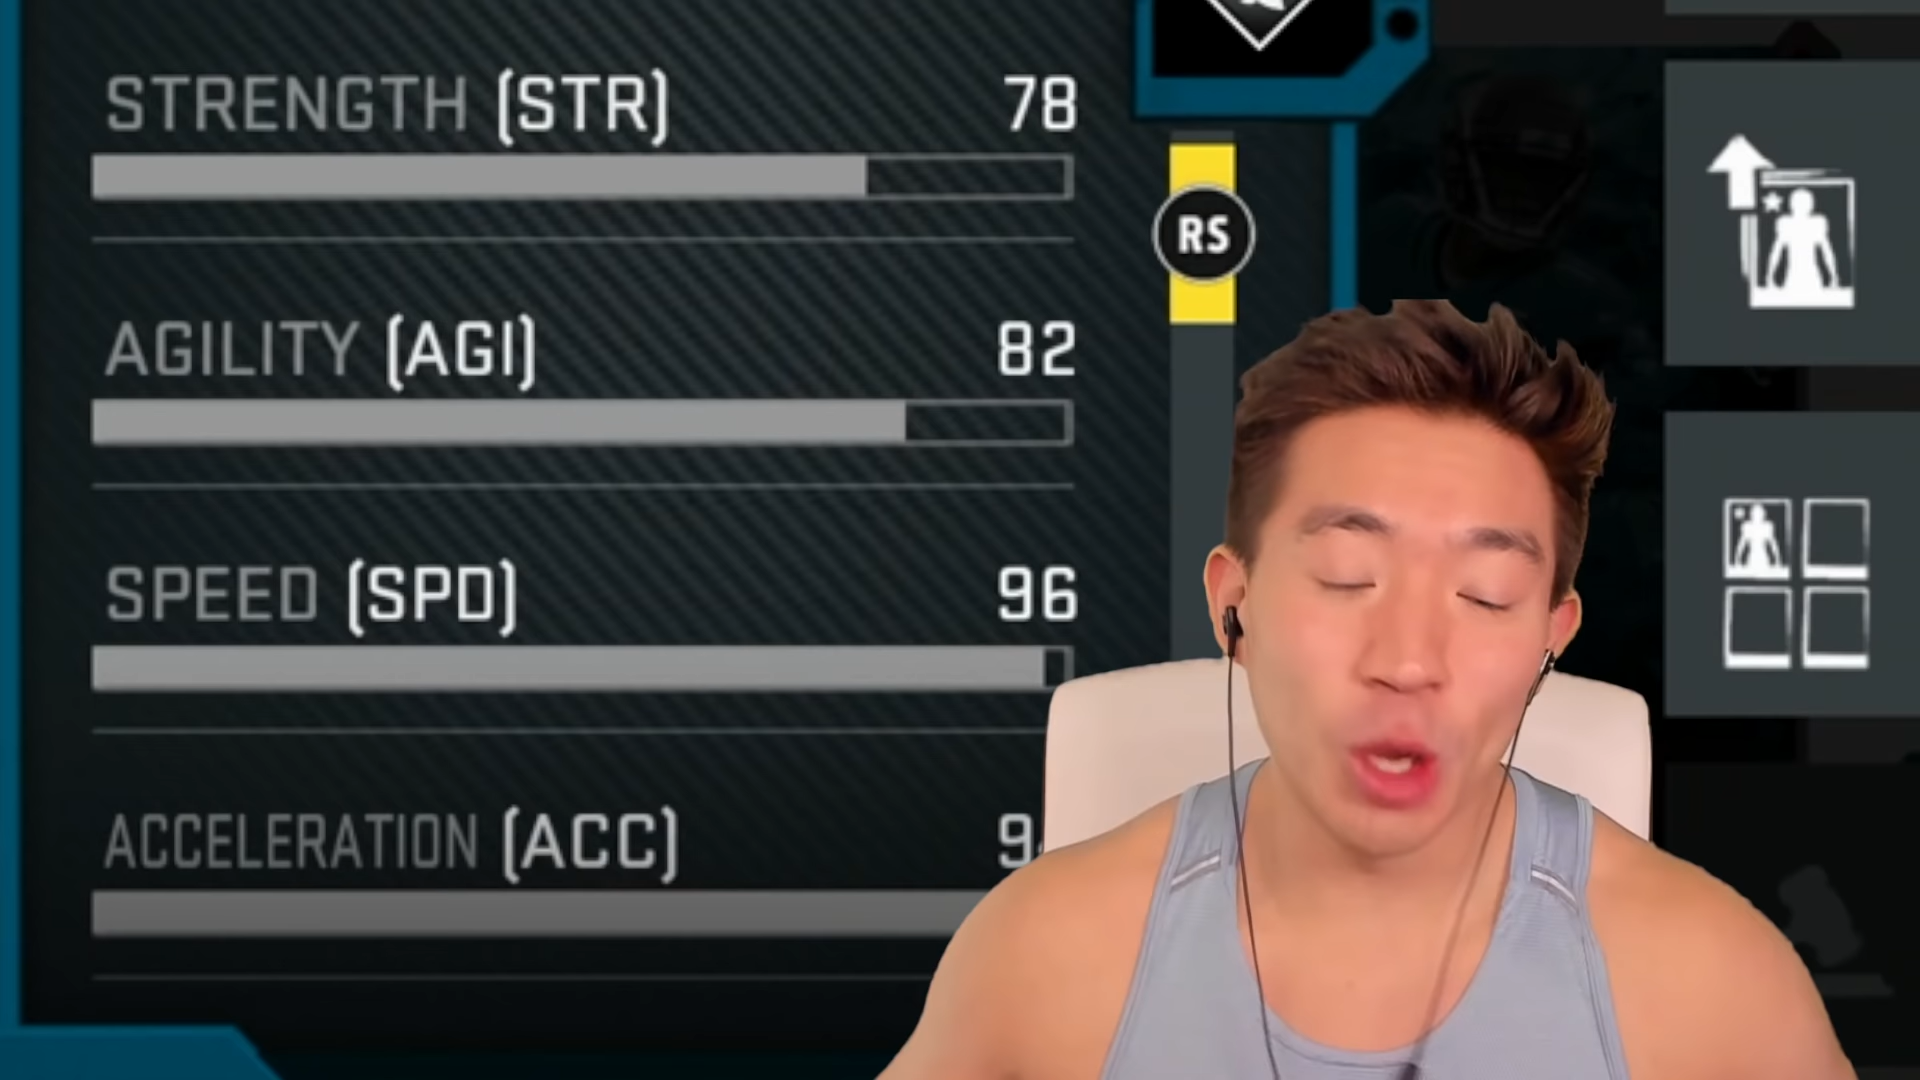 STRENGTH (STR) 78
RS
AGILITY (AGI) 82
SPEED (SPD) 96
ACCELERATION (ACC)